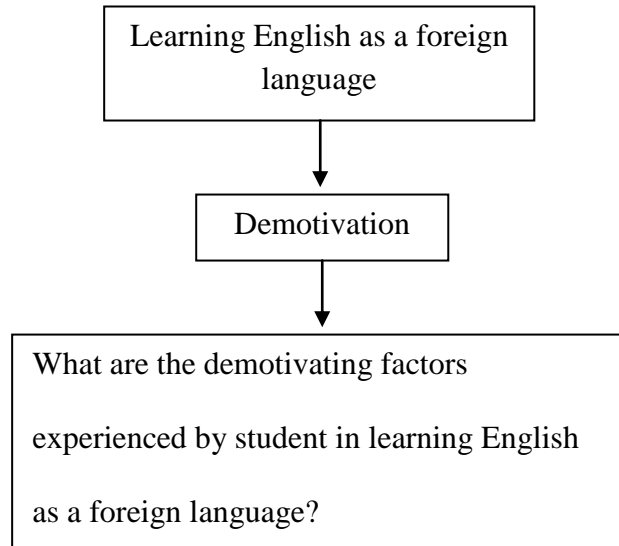 Learning English as a foreign
language
Demotivation
What are the demotivating factors
experienced by student in learning English
as a foreign language?